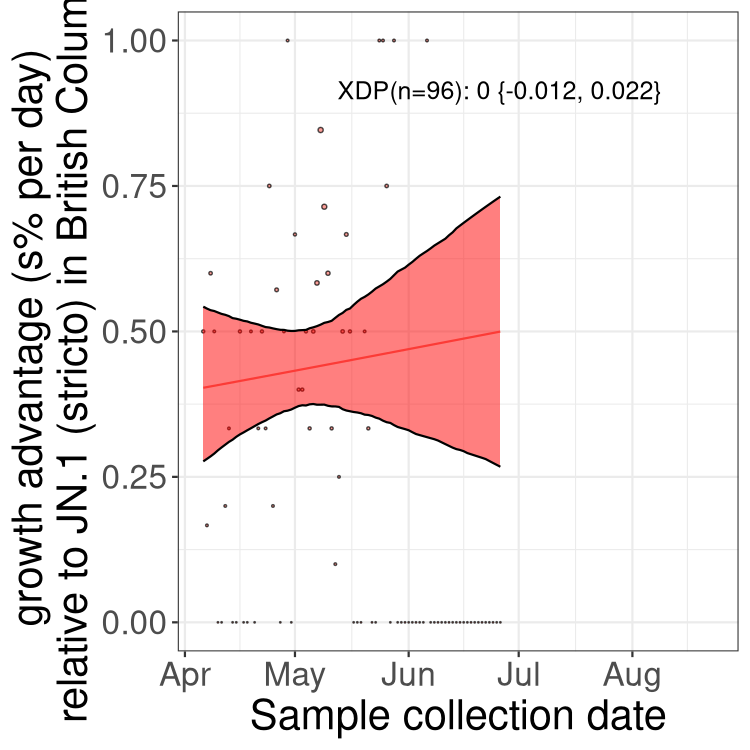 growth advantage (s% per day)
relative to JN.1 (stricto) in British Colum
1.00
0.75
0.50
0.25
0.00
XDP(n=96): 0 {-0.012, 0.022}
Apr May Jun Jul Aug
Sample collection date